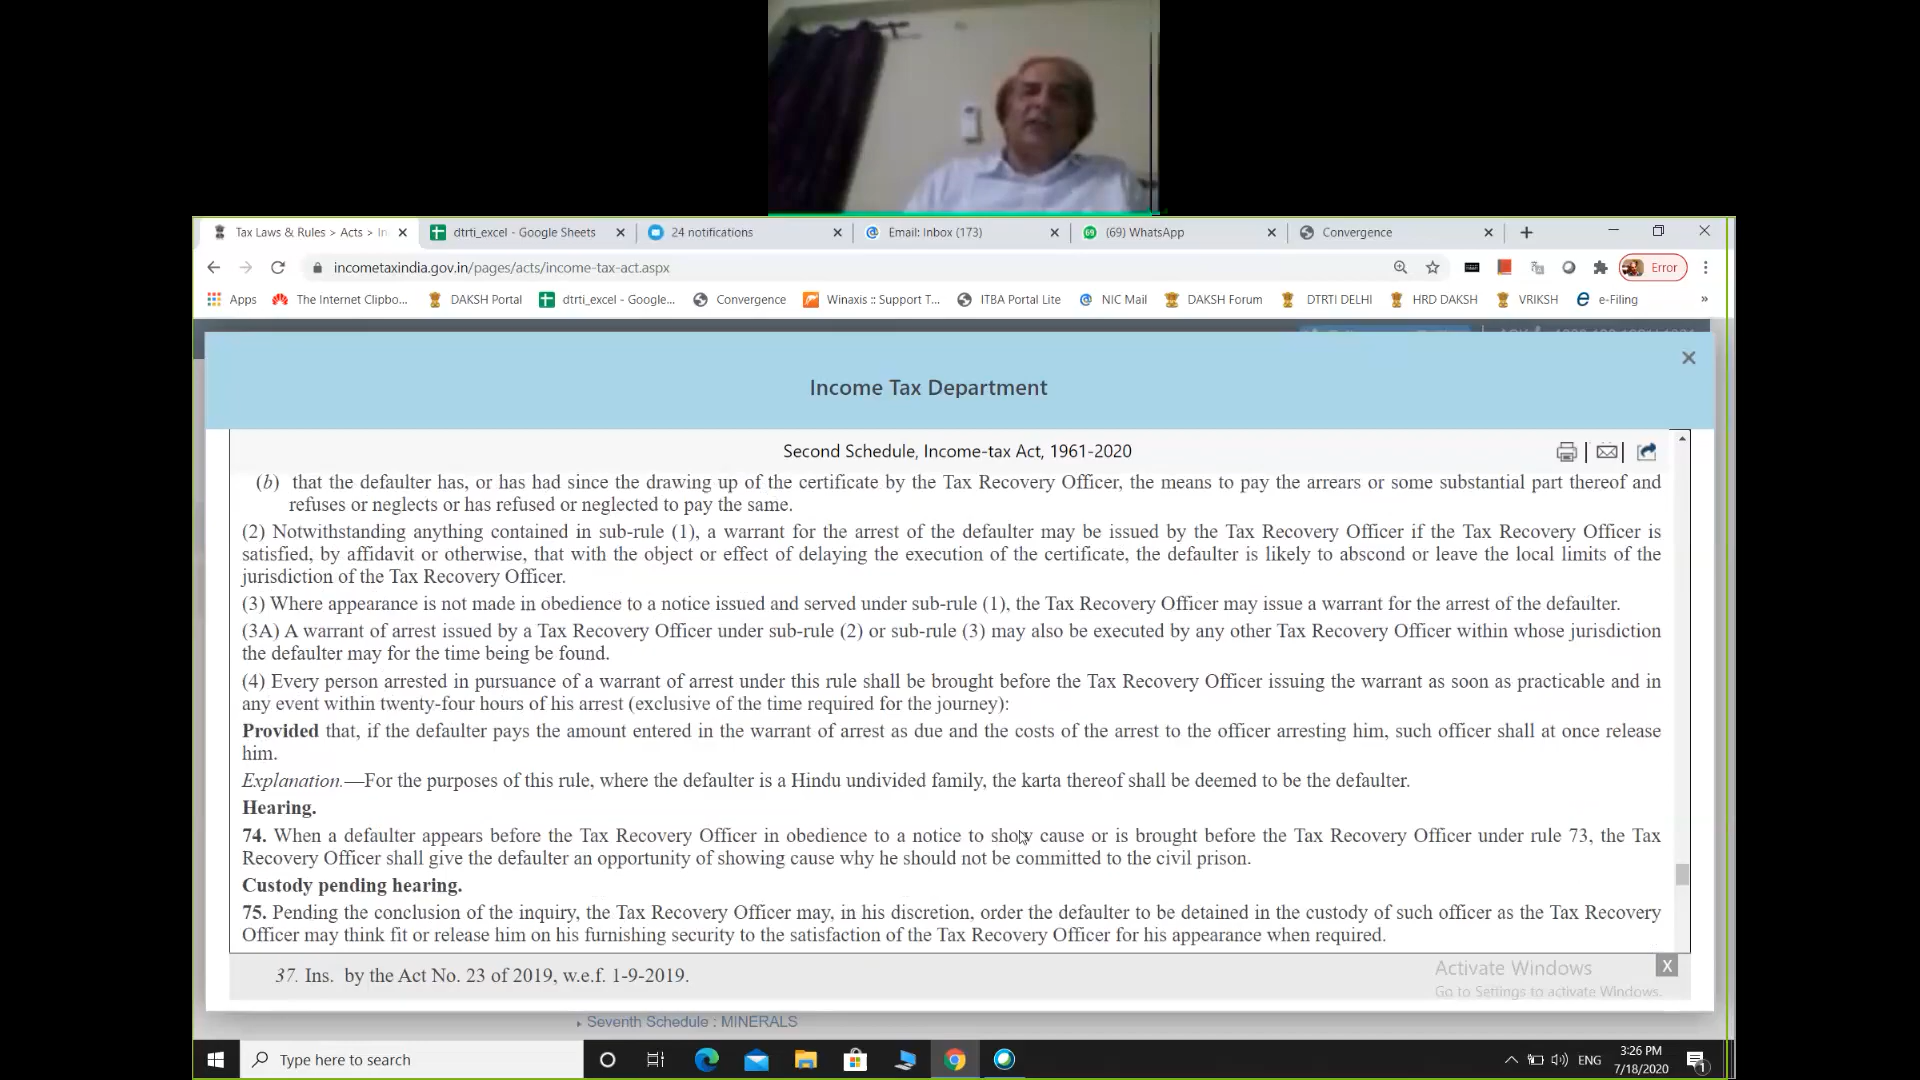 Tax Laws & Rules > Acts > In
dtrti_excel - Google Sheets
24 notifications
Email: Inbox (173)
(69) WhatsApp
Convergence
incometaxindia.gov.in/pages/acts/income-tax-act.aspx
Error
Apps
The Internet Clipbo...
DAKSH Portal
dtrti_excel - Google...
Convergence
Winaxis :: Support T...
ITBA Portal Lite
NIC Mail
DAKSH Forum
DTRTI DELHI
HRD DAKSH
VRIKSH
e-Filing
»
Income Tax Department
Second Schedule, Income-tax Act, 1961-2020
(b) that the defaulter has, or has had since the drawing up of the certificate by the Tax Recovery Officer, the means to pay the arrears or some substantial part thereof and
refuses or neglects or has refused or neglected to pay the same.
(2) Notwithstanding anything contained in sub-rule (1), a warrant for the arrest of the defaulter may be issued by the Tax Recovery Officer if the Tax Recovery Officer is
satisfied, by affidavit or otherwise, that with the object or effect of delaying the execution of the certificate, the defaulter is likely to abscond or leave the local limits of the
jurisdiction of the Tax Recovery Officer.
(3) Where appearance is not made in obedience to a notice issued and served under sub-rule (1), the Tax Recovery Officer may issue a warrant for the arrest of the defaulter.
(3A) A warrant of arrest issued by a Tax Recovery Officer under sub-rule (2) or sub-rule (3) may also be executed by any other Tax Recovery Officer within whose jurisdiction
the defaulter may for the time being be found.
(4) Every person arrested in pursuance of a warrant of arrest under this rule shall be brought before the Tax Recovery Officer issuing the warrant as soon as practicable and in
any event within twenty-four hours of his arrest (exclusive of the time required for the journey):
Provided that, if the defaulter pays the amount entered in the warrant of arrest as due and the costs of the arrest to the officer arresting him, such officer shall at once release
him.
Explanation.—For the purposes of this rule, where the defaulter is a Hindu undivided family, the karta thereof shall be deemed to be the defaulter.
Hearing.
74. When a defaulter appears before the Tax Recovery Officer in obedience to a notice to show cause or is brought before the Tax Recovery Officer under rule 73, the Tax
Recovery Officer shall give the defaulter an opportunity of showing cause why he should not be committed to the civil prison.
Custody pending hearing.
75. Pending the conclusion of the inquiry, the Tax Recovery Officer may, in his discretion, order the defaulter to be detained in the custody of such officer as the Tax Recovery
Officer may think fit or release him on his furnishing security to the satisfaction of the Tax Recovery Officer for his appearance when required.
37. Ins. by the Act No. 23 of 2019, w.e.f. 1-9-2019.
X
Activate Windows
Go to Settings to activate Windows.
Seventh Schedule : MINERALS
Type here to search
ENG
3:26 PM
7/18/2020
1